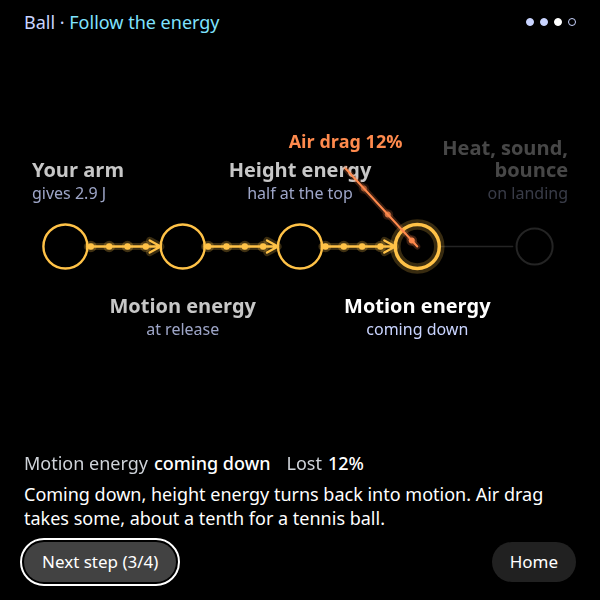 Ball · Follow the energy
Air drag 12%
Your arm
gives 2.9 J
Height energy
half at the top
Heat, sound,
bounce
on landing
Motion energy
at release
Motion energy
coming down
Motion energy coming down Lost 12%
Coming down, height energy turns back into motion. Air drag
takes some, about a tenth for a tennis ball.
Next step (3/4)
Home